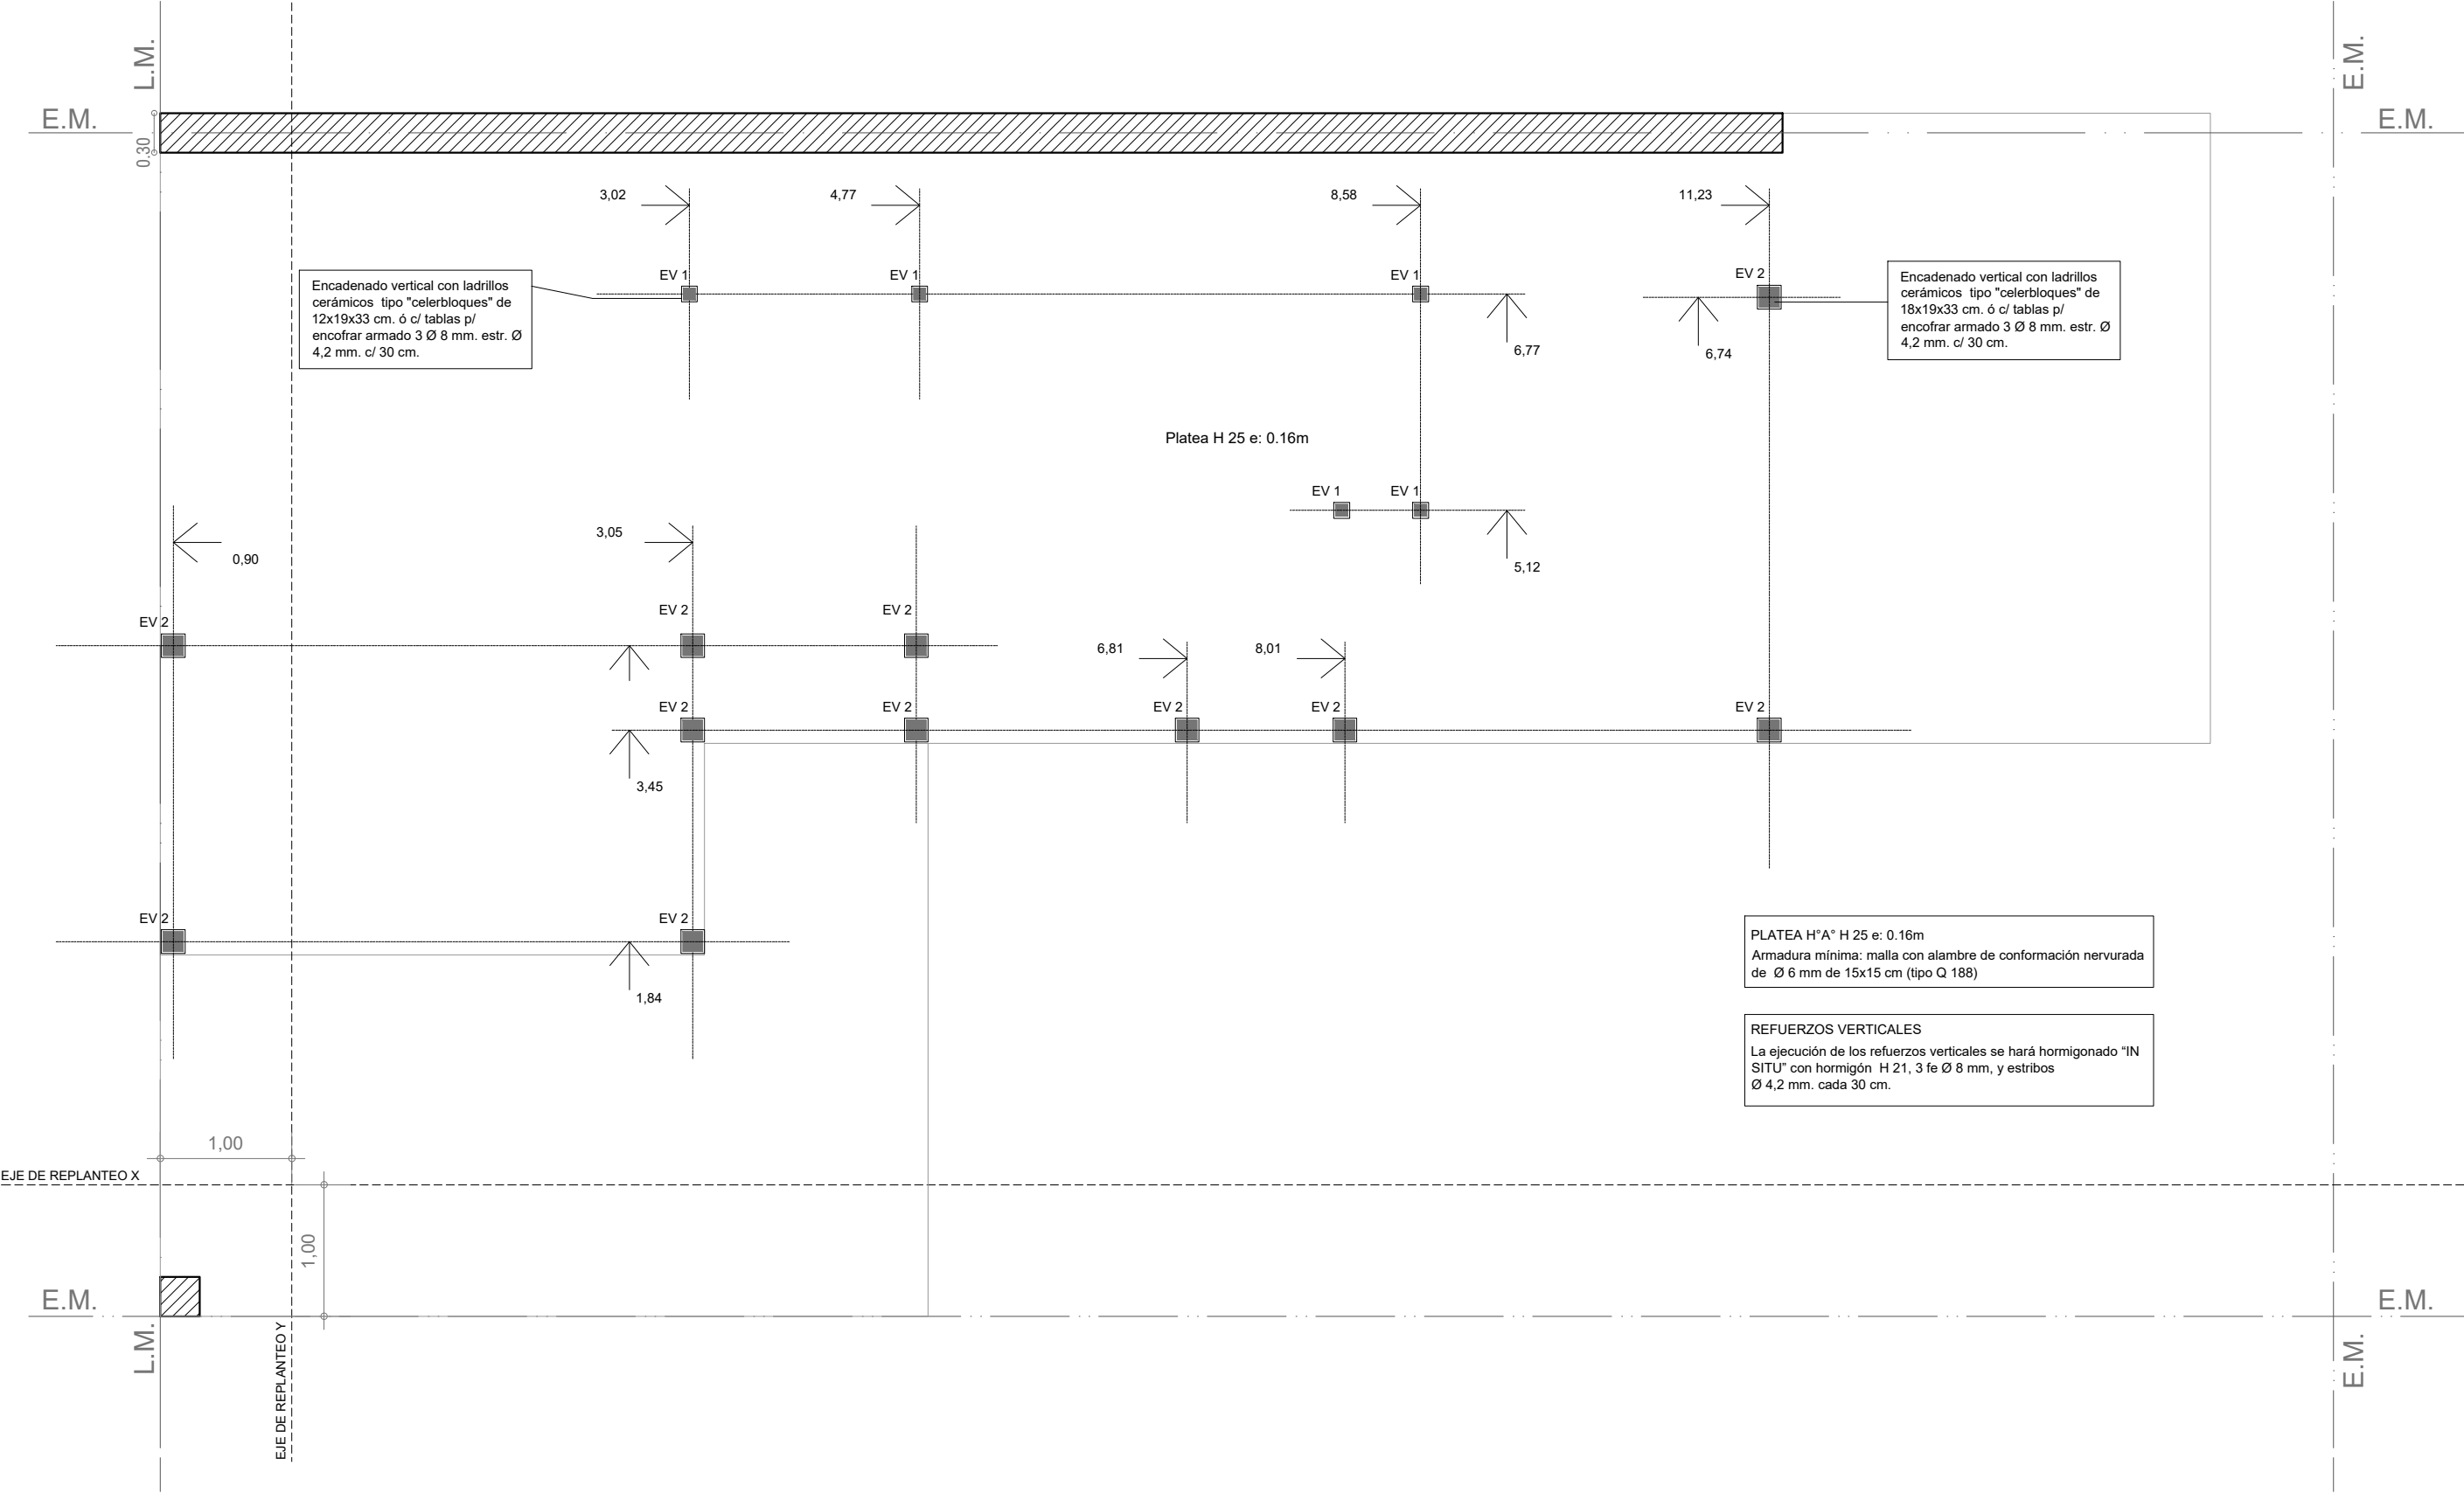 L.M.
E.M.
E.M.
E.M.
0,30
3,02
4,77
8,58
11,23
EV 1
EV 1
EV 1
EV 2
Encadenado vertical con ladrillos
cerámicos tipo "celerbloques" de
12x19x33 cm. ó c/ tablas p/
encofrar armado 3 Ø 8 mm. estr. Ø
4,2 mm. c/ 30 cm.
Encadenado vertical con ladrillos
cerámicos tipo "celerbloques" de
18x19x33 cm. ó c/ tablas p/
encofrar armado 3 Ø 8 mm. estr. Ø
4,2 mm. c/ 30 cm.
6,77
6,74
Platea H 25 e: 0.16m
EV 1
EV 1
5,12
0,90
3,05
EV 2
EV 2
EV 2
6,81
8,01
EV 2
EV 2
EV 2
EV 2
EV 2
3,45
EV 2
EV 2
1,84
PLATEA H°A° H 25 e: 0.16m
Armadura mínima: malla con alambre de conformación nervurada
de Ø 6 mm de 15x15 cm (tipo Q 188)
REFUERZOS VERTICALES
La ejecución de los refuerzos verticales se hará hormigonado “IN
SITU” con hormigón H 21, 3 fe Ø 8 mm, y estribos
Ø 4,2 mm. cada 30 cm.
1,00
EJE DE REPLANTEO X
1,00
E.M.
E.M.
L.M.
EJE DE REPLANTEO Y
E.M.